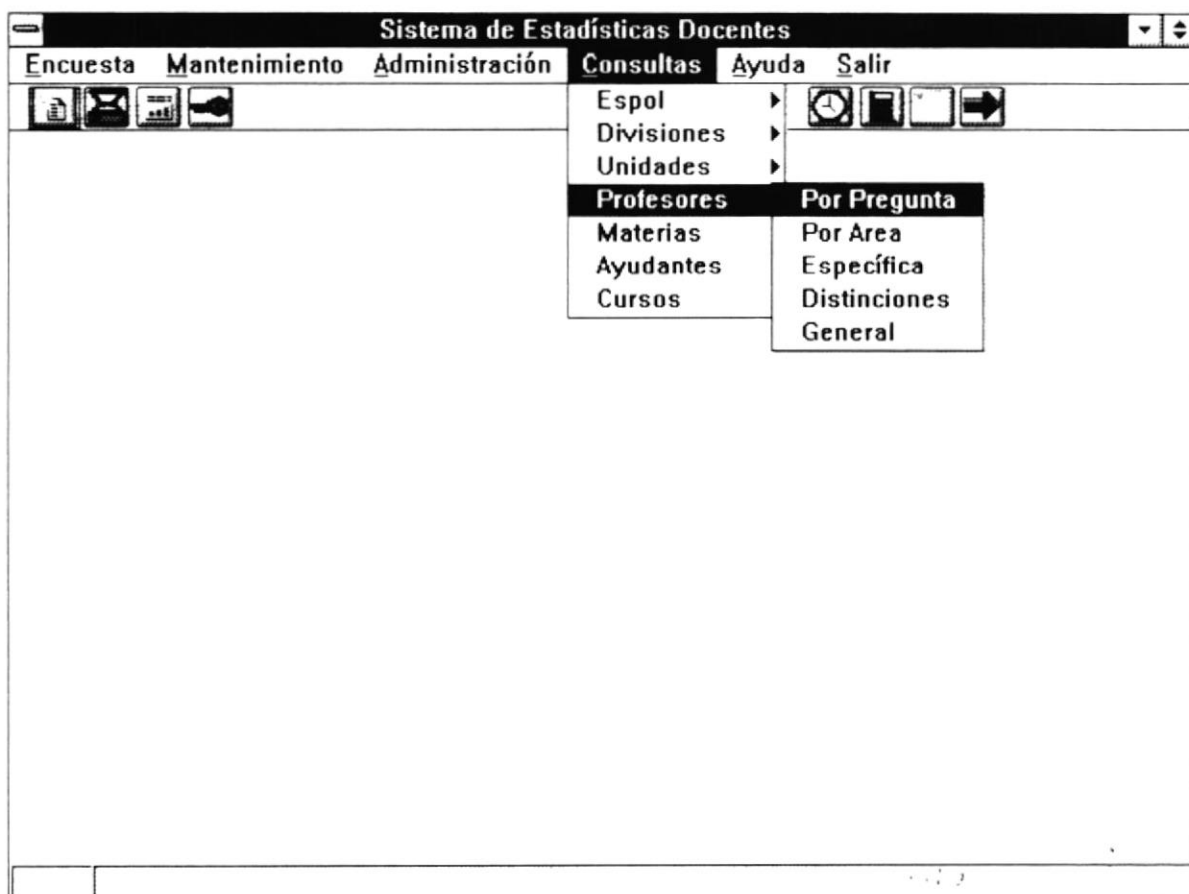 Sistema de Estadísticas Docentes
Encuesta Mantenimiento Administración Consultas Ayuda Salir
Espol
Divisiones
Unidades
Profesores
Materias
Ayudantes
Cursos
Por Pregunta
Por Area
Específica
Distinciones
General